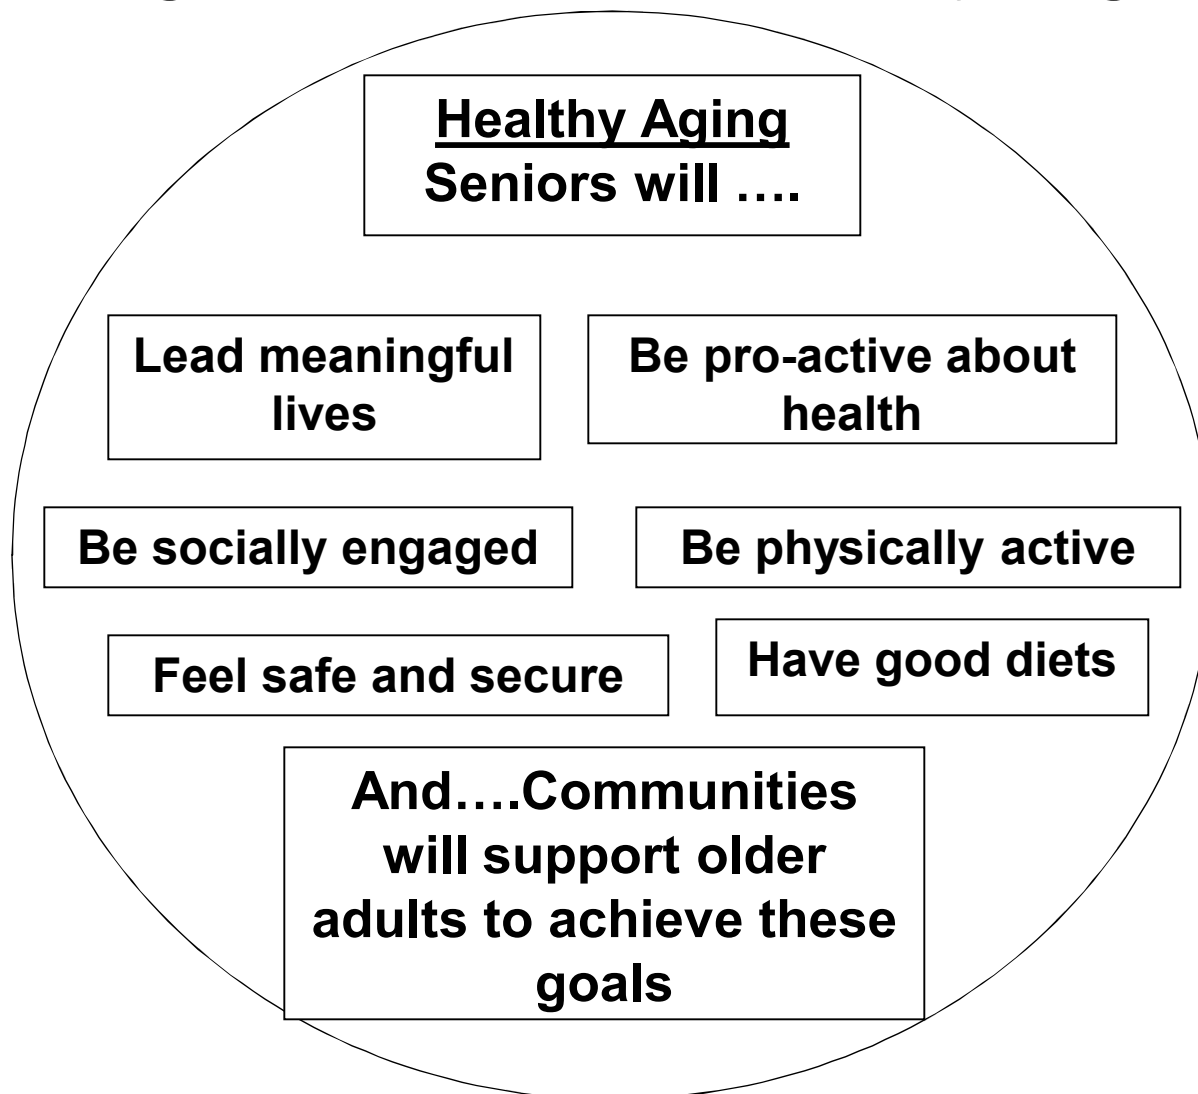 Healthy Aging
Seniors will ….
Lead meaningful
lives
Be pro-active about
health
Be socially engaged
Be physically active
Feel safe and secure
Have good diets
And….Communities
will support older
adults to achieve these
goals